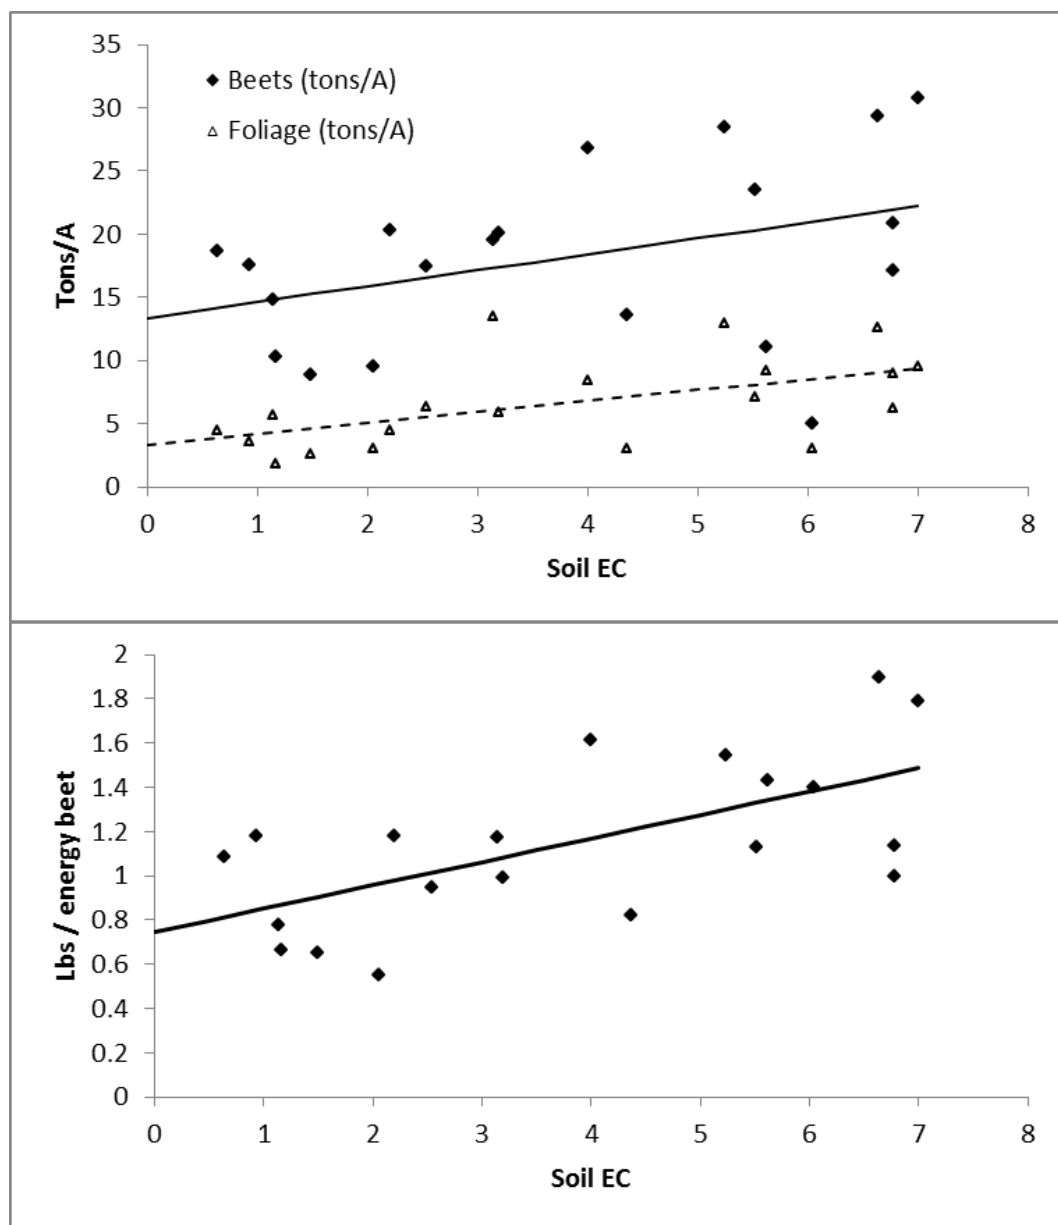 35
30
25
20
15
10
5
0
Tons/A
◆ Beets (tons/A)
△ Foliage (tons/A)
0 1 2 3 4 5 6 7 8
Soil EC
2
1.8
1.6
1.4
1.2
1
0.8
0.6
0.4
0.2
0
Lbs / energy beet
0 1 2 3 4 5 6 7 8
Soil EC